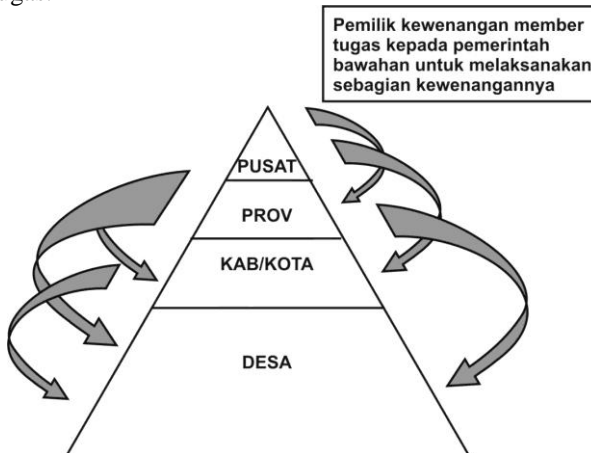 Pemilik kewenangan member
tugas kepada pemerintah
bawahan untuk melaksanakan
sebagian kewenangannya
PUSAT
PROV
KAB/KOTA
DESA